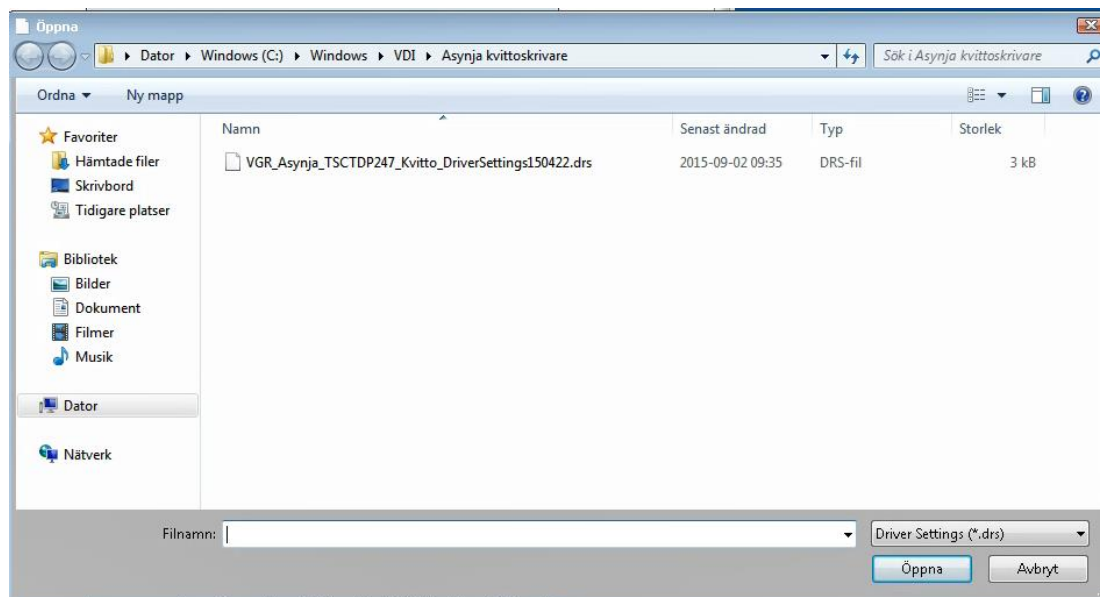 Öppna
Dator Windows (C:) Windows VDI Asynja kvittoskrivare
Sök i Asynja kvittoskrivare
Ordna Ny mapp
Namn Senast ändrad Typ Storlek
VGR_Asynja_TSCTDP247_Kvitto_DriverSettings150422.drs 2015-09-02 09:35 DRS-fil 3 kB
Favoriter
Hämtade filer
Skrivbord
Tidigare platser
Bibliotek
Bilder
Dokument
Filmer
Musik
Dator
Nätverk
Filnamn: Driver Settings (*.drs)
Öppna Avbryt